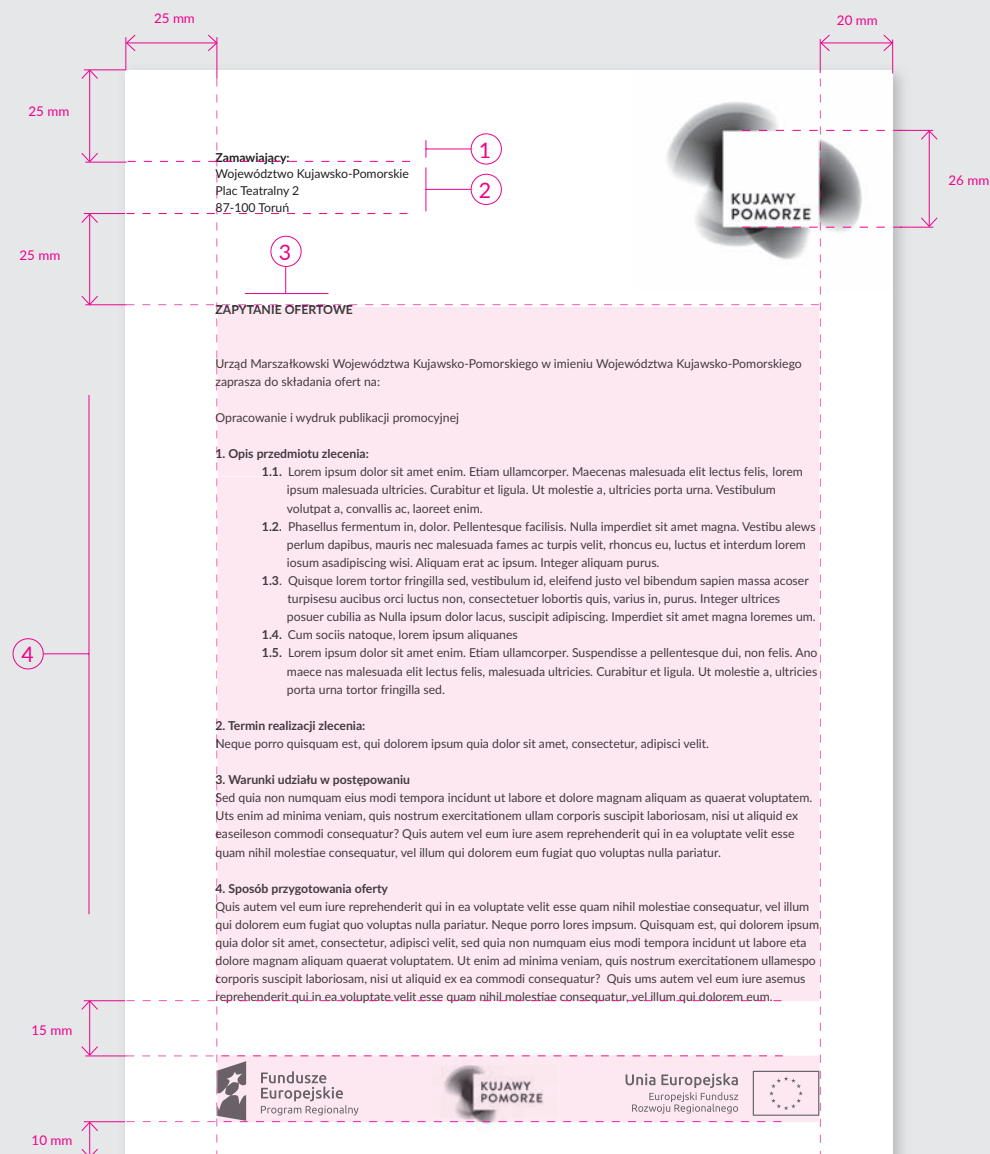 25 mm
20 mm
25 mm
Zamawiający:
1
Województwo Kujawsko-Pomorskie
Plac Teatralny 2
87-100 Toruń
2
KUJAWY
POMORZE
26 mm
25 mm
3
ZAPYTANIE OFERTOWE
Urząd Marszałkowski Województwa Kujawsko-Pomorskiego w imieniu Województwa Kujawsko-Pomorskiego
zaprasza do składania ofert na:
Opracowanie i wydruk publikacji promocyjnej
1. Opis przedmiotu zlecenia:
1.1. Lorem ipsum dolor sit amet enim. Etiam ullamcorper. Maecenas malesuada elit lectus felis, lorem
ipsum malesuada ultricies. Curabitur et ligula. Ut molestie a, ultricies porta urna. Vestibulum
volutpat a, convallis ac, laoreet enim.
1.2. Phasellus fermentum in, dolor. Pellentesque facilisis. Nulla imperdiet sit amet magna. Vestibu alews
perlum dapibus, mauris nec malesuada fames ac turpis velit, rhoncus eu, luctus et interdum lorem
iosum asadipiscing wisi. Aliquam erat ac ipsum. Integer aliquam purus.
1.3. Quisque lorem tortor fringilla sed, vestibulum id, eleifend justo vel bibendum sapien massa acoser
turpisesu aucibus orci luctus non, consectetuer lobortis quis, varius in, purus. Integer ultrices
posuer cubilia as Nulla ipsum dolor lacus, suscipit adipiscing. Imperdiet sit amet magna loremes um.
1.4. Cum sociis natoque, lorem ipsum aliquanes
1.5. Lorem ipsum dolor sit amet enim. Etiam ullamcorper. Suspendisse a pellentesque dui, non felis. Ano
maece nas malesuada elit lectus felis, malesuada ultricies. Curabitur et ligula. Ut molestie a, ultricies
porta urna tortor fringilla sed.
4
2. Termin realizacji zlecenia:
Neque porro quisquam est, qui dolorem ipsum quia dolor sit amet, consectetur, adipisci velit.
3. Warunki udziału w postępowaniu
Sed quia non numquam eius modi tempora incidunt ut labore et dolore magnam aliquam as quaerat voluptatem.
Uts enim ad minima veniam, quis nostrum exercitationem ullam corporis suscipit laboriosam, nisi ut aliquid ex
easeileson commodi consequatur? Quis autem vel eum iure asem reprehenderit qui in ea voluptate velit esse
quam nihil molestiae consequatur, vel illum qui dolorem eum fugiat quo voluptas nulla pariatur.
4. Sposób przygotowania oferty
Quis autem vel eum iure reprehenderit qui in ea voluptate velit esse quam nihil molestiae consequatur, vel illum
qui dolorem eum fugiat quo voluptas nulla pariatur. Neque porro lores impsum. Quisquam est, qui dolorem ipsum
quia dolor sit amet, consectetur, adipisci velit, sed quia non numquam eius modi tempora incidunt ut labore eta
dolore magnam aliquam quaerat voluptatem. Ut enim ad minima veniam, quis nostrum exercitationem ullamespo
corporis suscipit laboriosam, nisi ut aliquid ex ea commodi consequatur? Quis ums autem vel eum iure asemus
reprehenderit qui in ea voluptate velit esse quam nihil molestiae consequatur, vel illum qui dolorem eum.
15 mm
Fundusze
Europejskie
Program Regionalny
KUJAWY
POMORZE
Unia Europejska
Europejski Fundusz
Rozwoju Regionalnego
10 mm